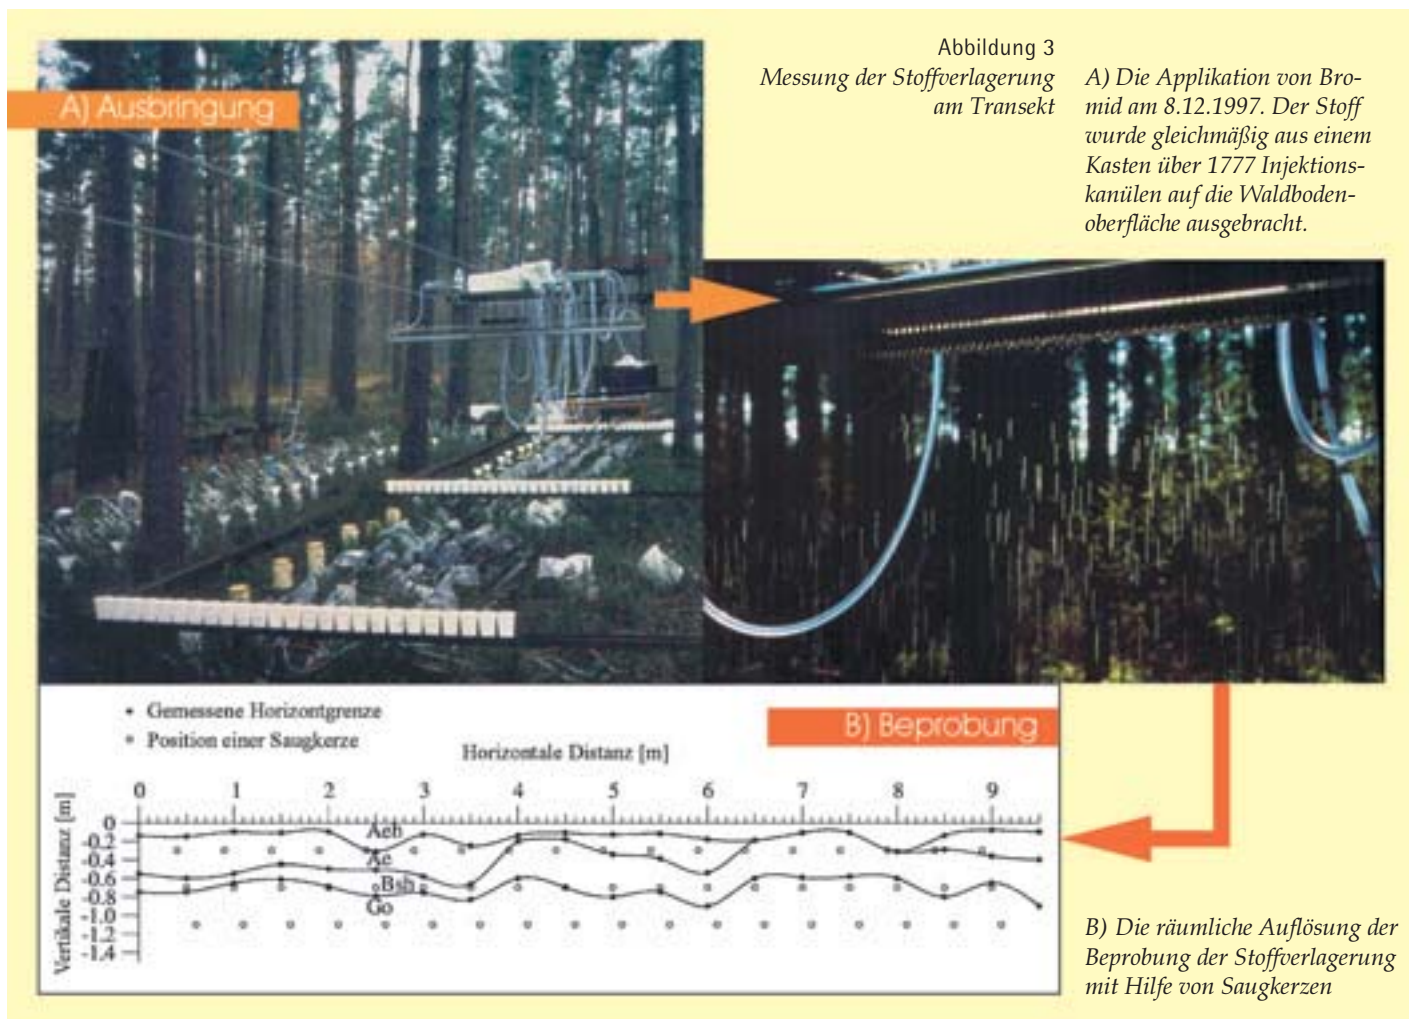 Abbildung 3
Messung der Stoffverlagerung
am Transekt
A) Die Applikation von Bro-
mid am 8.12.1997. Der Stoff
wurde gleichmäßig aus einem
Kasten über 1777 Injektions-
kanülen auf die Waldboden-
oberfläche ausgebracht.
A) Ausbringung
B) Beprobung
Gemessene Horizontgrenze
Position einer Saugkerze
Horizontale Distanz [m]
0 1 2 3 4 5 6 7 8 9
Vertikale Distanz [m]
0
-0.2
-0.4
-0.6
-0.8
-1.0
-1.2
-1.4
Aeh
Ae
Bsh
Go
B) Die räumliche Auflösung der
Beprobung der Stoffverlagerung
mit Hilfe von Saugkerzen